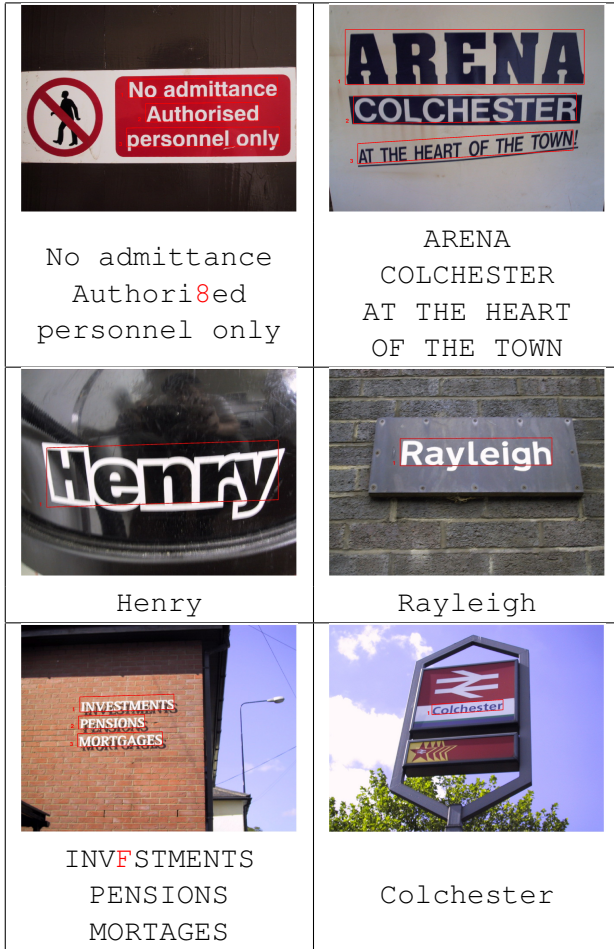 No admittance
Authorised
personnel only
ARENA
COLCHESTER
AT THE HEART OF THE TOWN!
No admittance
Authori8ed
personnel only
ARENA
COLCHESTER
AT THE HEART
OF THE TOWN
Henry
Rayleigh
Henry
Rayleigh
INVESTMENTS
PENSIONS
MORTGAGES
Colchester
INVFSTMENTS
PENSIONS
MORTAGES
Colchester